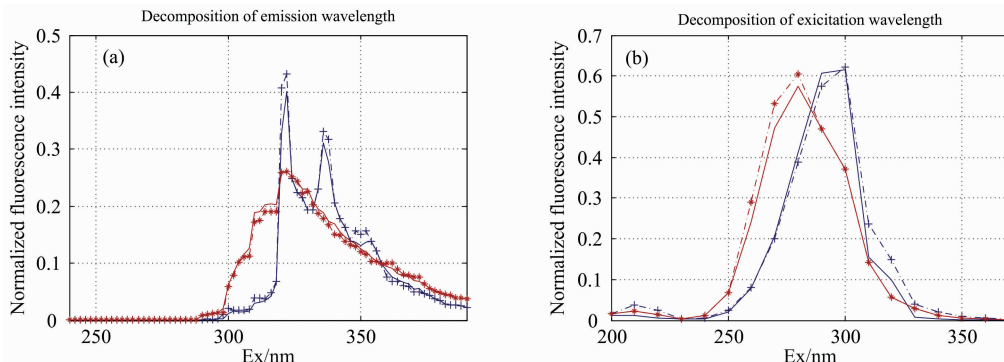 Decomposition of emission wavelength
(a)
Normalized fluorescence intensity
0.5
0.4
0.3
0.2
0.1
0
250
300
350
Ex/nm
Decomposition of exicitation wavelength
(b)
Normalized fluorescence intensity
0.7
0.6
0.5
0.4
0.3
0.2
0.1
0
200
250
300
350
Ex/nm